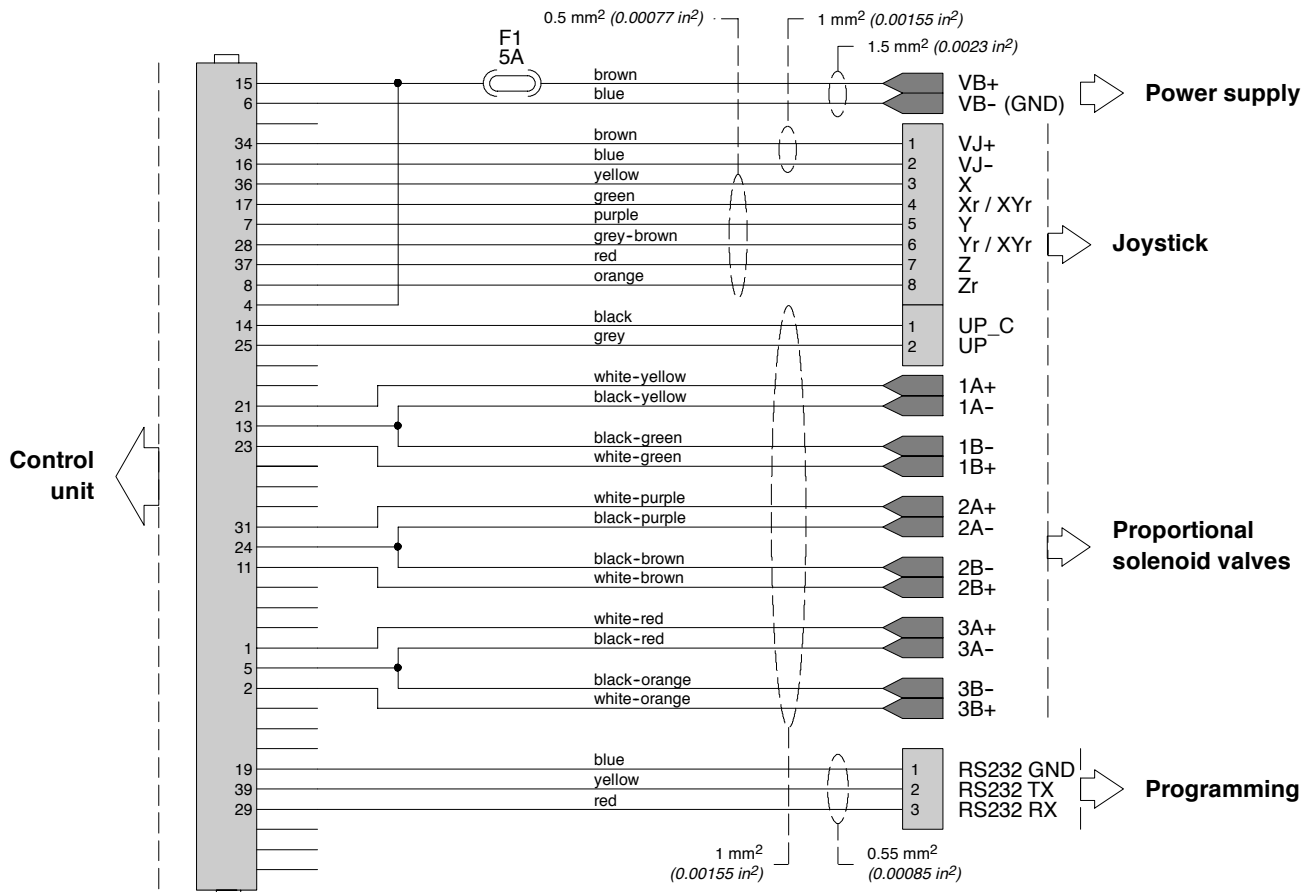 0.5 mm² (0.00077 in²)
1 mm² (0.00155 in²)
1.5 mm² (0.0023 in²)
F1
5A
15 brown VB+
6 blue VB- (GND)
Power supply
34 brown 1 VJ+
16 blue 2 VJ-
36 yellow 3 X
17 green 4 Xr / XYr
7 purple 5 Y
28 grey-brown 6 Yr / XYr
37 red 7 Z
8 orange 8 Zr
Joystick
4
14 black 1 UP_C
25 grey 2 UP
white-yellow 1A+
21 black-yellow 1A-
13
23 black-green 1B-
white-green 1B+
Control
unit
white-purple 2A+
31 black-purple 2A-
24
11 black-brown 2B-
white-brown 2B+
Proportional
solenoid valves
white-red 3A+
1 black-red 3A-
5
2 black-orange 3B-
white-orange 3B+
19 blue 1 RS232 GND
39 yellow 2 RS232 TX
29 red 3 RS232 RX
Programming
1 mm²
(0.00155 in²)
0.55 mm²
(0.00085 in²)